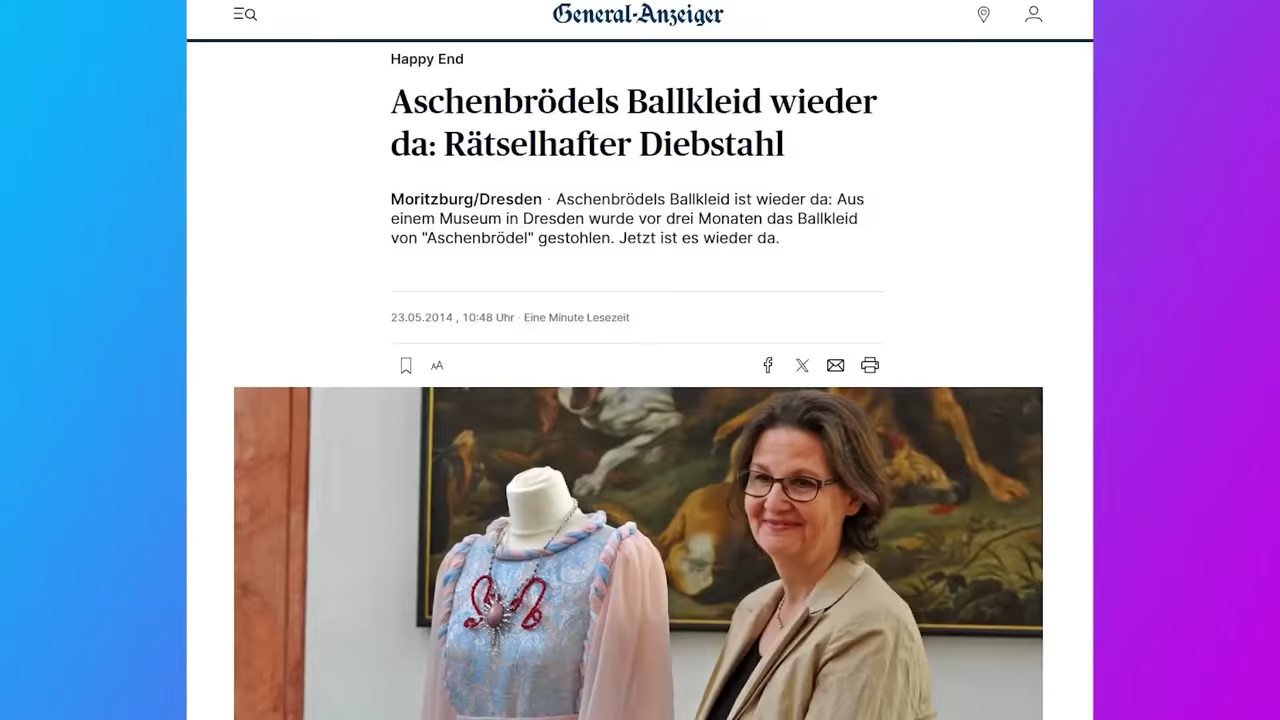 General-Anzeiger
Happy End
Aschenbrödels Ballkleid wieder
da: Rätselhafter Diebstahl
Moritzburg/Dresden · Aschenbrödels Ballkleid ist wieder da: Aus
einem Museum in Dresden wurde vor drei Monaten das Ballkleid
von "Aschenbrödel" gestohlen. Jetzt ist es wieder da.
23.05.2014 , 10:48 Uhr · Eine Minute Lesezeit
AA